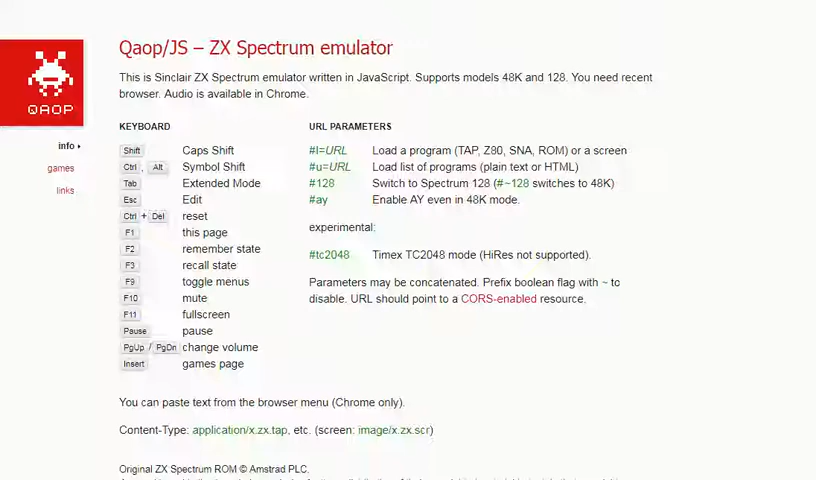 Qaop/JS – ZX Spectrum emulator
This is Sinclair ZX Spectrum emulator written in JavaScript. Supports models 48K and 128. You need recent
browser. Audio is available in Chrome.
QAOP
info
games
links
KEYBOARD
Shift Caps Shift
Ctrl , Alt Symbol Shift
Tab Extended Mode
Esc Edit
Ctrl + Del reset
F1 this page
F2 remember state
F3 recall state
F9 toggle menus
F10 mute
F11 fullscreen
Pause pause
PgUp / PgDn change volume
Insert games page
URL PARAMETERS
#l=URL Load a program (TAP, Z80, SNA, ROM) or a screen
#u=URL Load list of programs (plain text or HTML)
#128 Switch to Spectrum 128 (#~128 switches to 48K)
#ay Enable AY even in 48K mode.
experimental:
#tc2048 Timex TC2048 mode (HiRes not supported).
Parameters may be concatenated. Prefix boolean flag with ~ to
disable. URL should point to a CORS-enabled resource.
You can paste text from the browser menu (Chrome only).
Content-Type: application/x.zx.tap, etc. (screen: image/x.zx.scr)
Original ZX Spectrum ROM © Amstrad PLC.